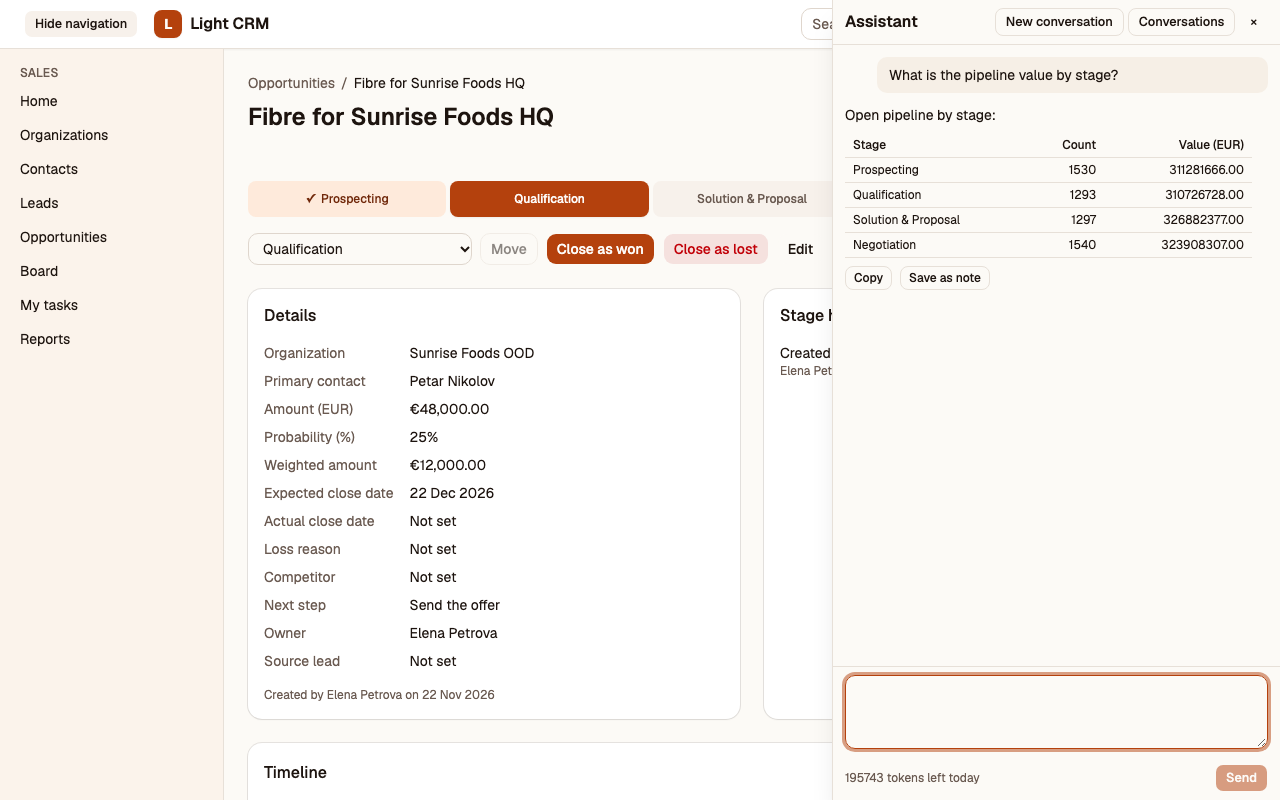 Hide navigation
L
Light CRM
Sea
SALES
Home
Organizations
Contacts
Leads
Opportunities
Board
My tasks
Reports
Opportunities / Fibre for Sunrise Foods HQ
Fibre for Sunrise Foods HQ
✓ Prospecting
Qualification
Solution & Proposal
Qualification
Move
Close as won
Close as lost
Edit
Details
Organization Sunrise Foods OOD
Primary contact Petar Nikolov
Amount (EUR) €48,000.00
Probability (%) 25%
Weighted amount €12,000.00
Expected close date 22 Dec 2026
Actual close date Not set
Loss reason Not set
Competitor Not set
Next step Send the offer
Owner Elena Petrova
Source lead Not set
Created by Elena Petrova on 22 Nov 2026
Stage
Created
Elena Pet
Timeline
Assistant
New conversation
Conversations
×
What is the pipeline value by stage?
Open pipeline by stage:
Stage Count Value (EUR)
Prospecting 1530 311281666.00
Qualification 1293 310726728.00
Solution & Proposal 1297 326882377.00
Negotiation 1540 323908307.00
Copy
Save as note
195743 tokens left today
Send